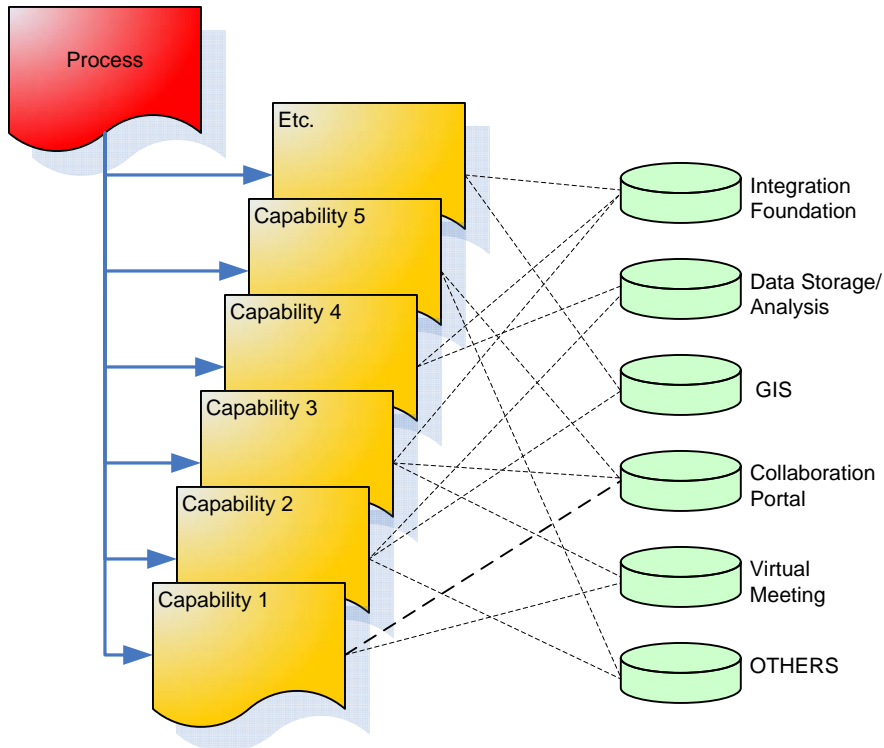 Process
Etc.
Capability 5
Capability 4
Capability 3
Capability 2
Capability 1
Integration
Foundation
Data Storage/
Analysis
GIS
Collaboration
Portal
Virtual
Meeting
OTHERS